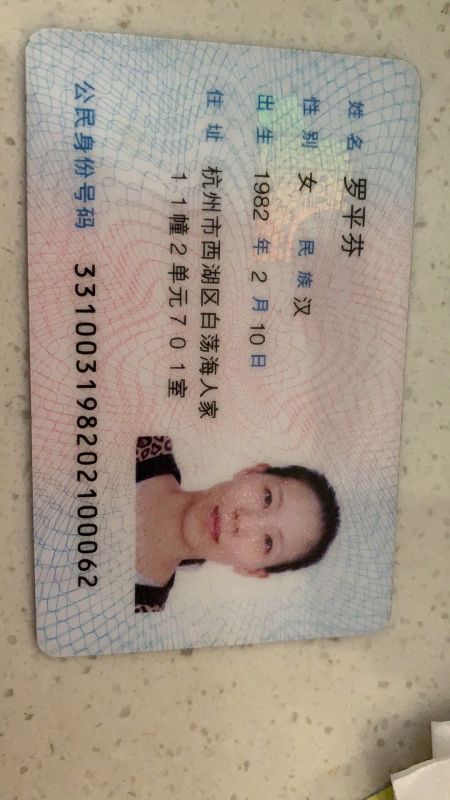 姓名 罗平芬
性别 女 民族 汉
出生 1982 年 2 月 10 日
住址 杭州市西湖区白荡海人家
11幢2单元701室
公民身份号码 331003198202100062